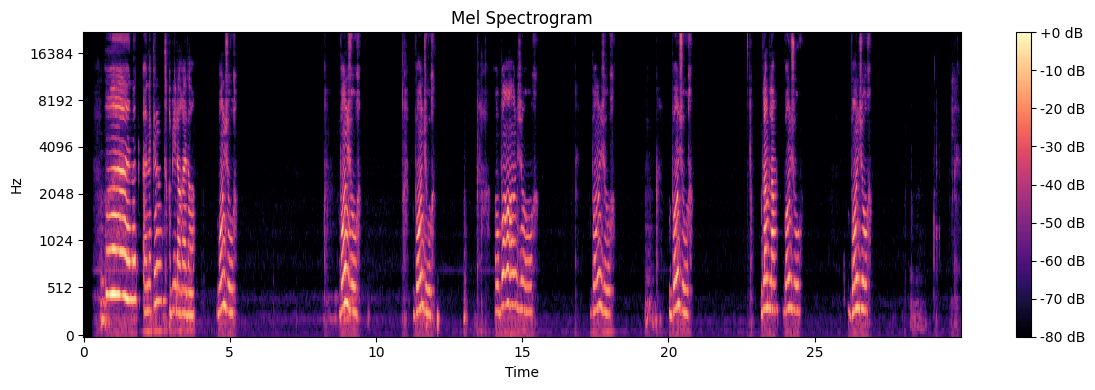 Mel Spectrogram
Hz
16384
8192
4096
2048
1024
512
0
0 5 10 15 20 25
Time
+0 dB
-10 dB
-20 dB
-30 dB
-40 dB
-50 dB
-60 dB
-70 dB
-80 dB